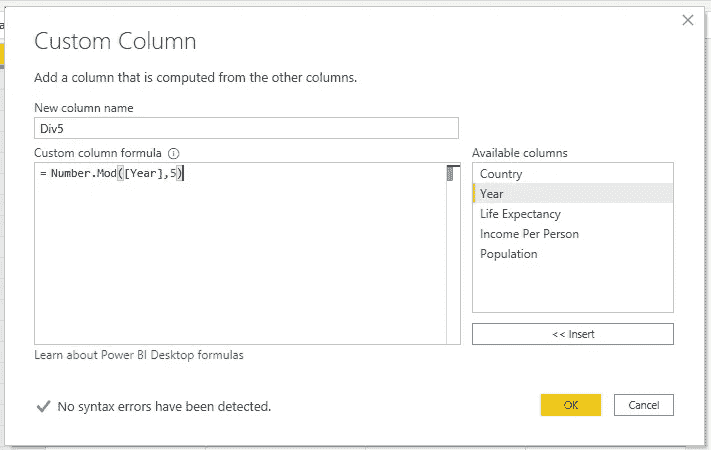 Custom Column
Add a column that is computed from the other columns.
New column name
Div5
Custom column formula
Available columns
= Number.Mod([Year],5)
Country
Year
Life Expectancy
Income Per Person
Population
<< Insert
Learn about Power BI Desktop formulas
No syntax errors have been detected.
OK
Cancel